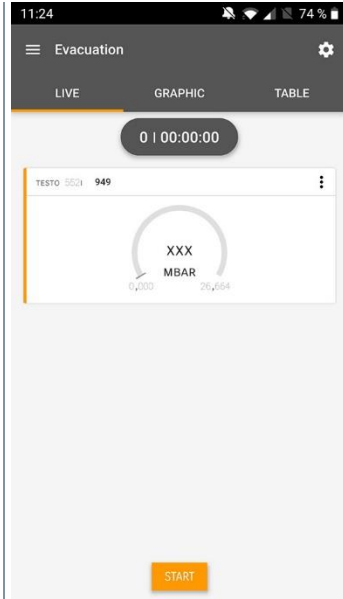 11:24 74 %
Evacuation
LIVE GRAPHIC TABLE
0 | 00:00:00
TESTO 552i 949
XXX
MBAR
0,000 26,664
START